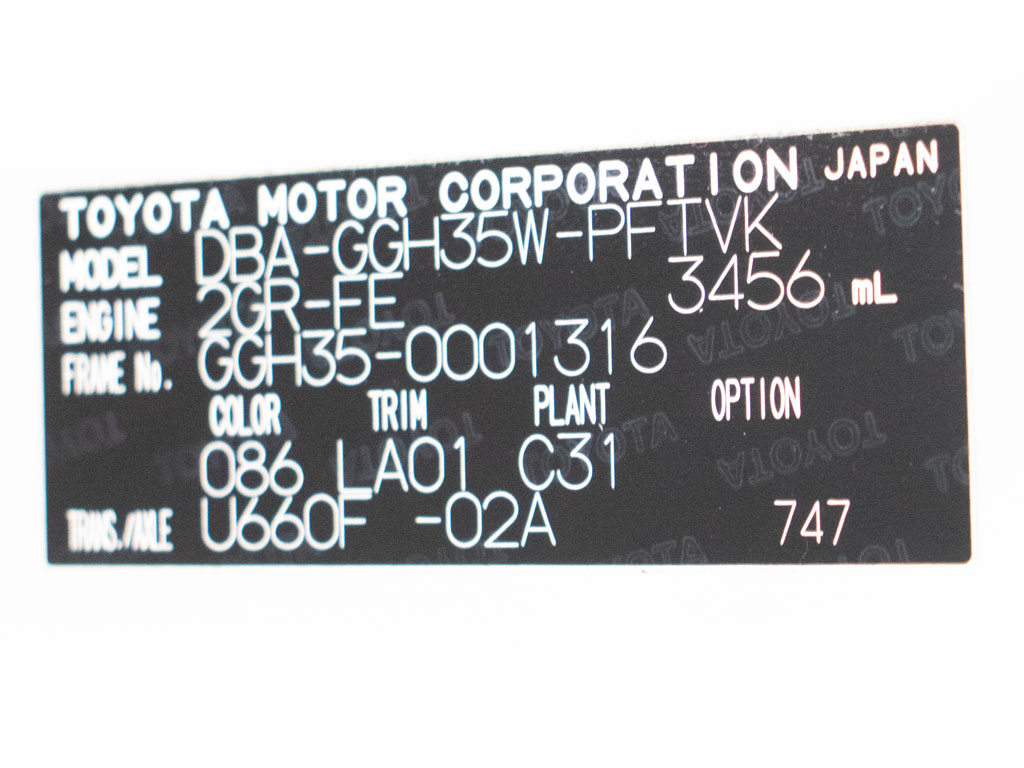 TOYOTA MOTOR CORPORATION JAPAN
MODEL DBA-GGH35W-PFTVK
ENGINE 2GR-FE 3456 mL
FRAME No. GGH35-0001316
COLOR TRIM PLANT OPTION
086 LA01 C31
TRANS./AXLE U660F -02A 747